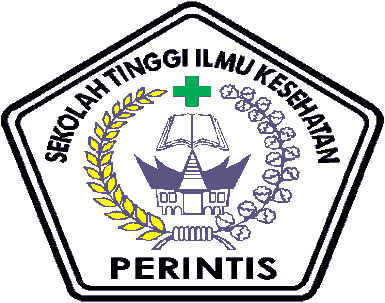 SEKOLAH TINGGI ILMU KESEHATAN
PERINTIS